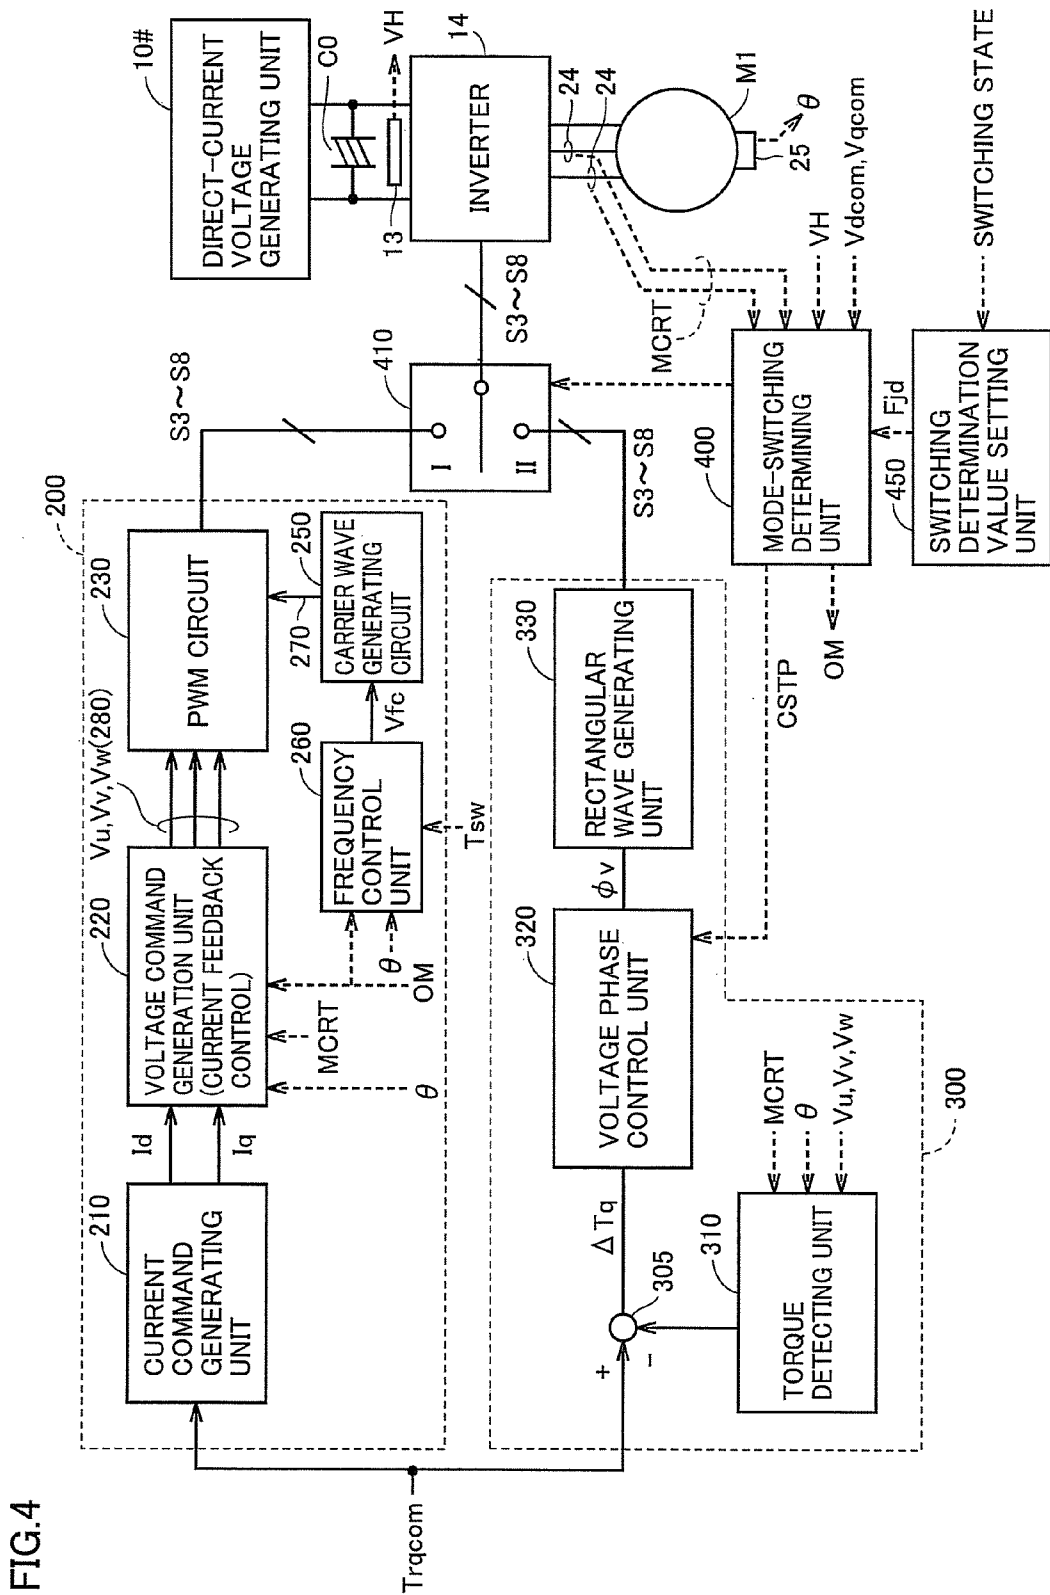 FIG.4
Trqcom
200
210
CURRENT
COMMAND
GENERATING
UNIT
Id
Iq
220
VOLTAGE COMMAND
GENERATION UNIT
(CURRENT FEEDBACK
CONTROL)
θ
MCRT
OM
Vu,Vv,Vw(280)
230
PWM CIRCUIT
260
FREQUENCY
CONTROL
UNIT
θ
Tsw
Vfc
270
250
CARRIER WAVE
GENERATING
CIRCUIT
S3~S8
300
+
−
305
ΔTq
310
TORQUE
DETECTING UNIT
MCRT
θ
Vu,Vv,Vw
320
VOLTAGE PHASE
CONTROL UNIT
ϕv
330
RECTANGULAR
WAVE GENERATING
UNIT
S3~S8
CSTP
OM
410
I
II
S3~S8
400
MODE-SWITCHING
DETERMINING
UNIT
MCRT
VH
Vdcom,Vqcom
Fjd
450
SWITCHING
DETERMINATION
VALUE SETTING
UNIT
SWITCHING STATE
10#
DIRECT-CURRENT
VOLTAGE
GENERATING UNIT
C0
13
VH
14
INVERTER
24
24
M1
25
θ